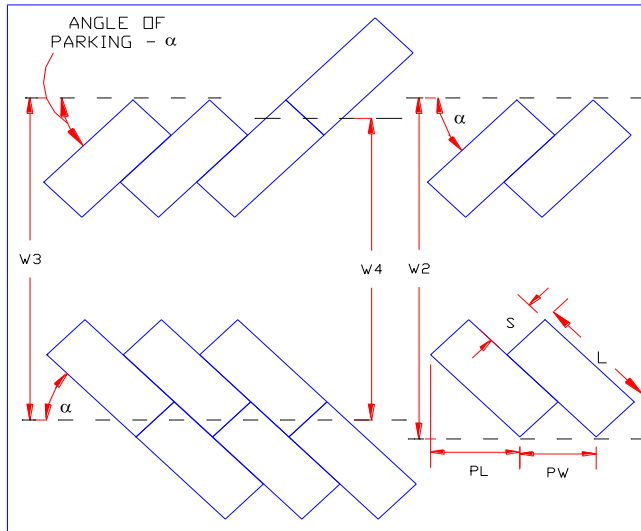 ANGLE OF
PARKING - α
α
W3
W4
W2
S
L
α
PL
PW